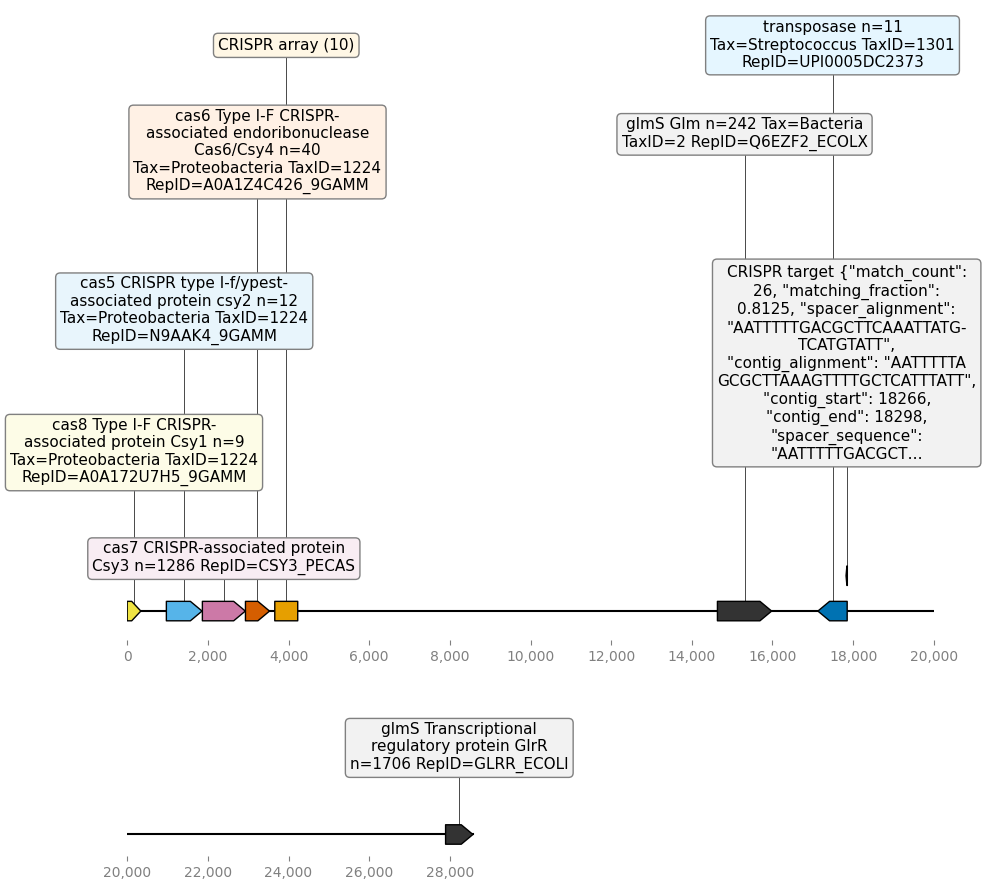 transposase n=11
Tax=Streptococcus TaxID=1301
RepID=UPI0005DC2373
CRISPR array (10)
cas6 Type I-F CRISPR-
associated endoribonuclease
Cas6/Csy4 n=40
Tax=Proteobacteria TaxID=1224
RepID=A0A1Z4C426_9GAMM
glmS Glm n=242 Tax=Bacteria
TaxID=2 RepID=Q6EZF2_ECOLX
cas5 CRISPR type I-f/ypest-
associated protein csy2 n=12
Tax=Proteobacteria TaxID=1224
RepID=N9AAK4_9GAMM
CRISPR target {"match_count":
26, "matching_fraction":
0.8125, "spacer_alignment":
"AATTTTTGACGCTTCAAATTATG-
TCATGTATT",
"contig_alignment": "AATTTTTA
GCGCTTAAAGTTTTGCTCATTTATT",
"contig_start": 18266,
"contig_end": 18298,
"spacer_sequence":
"AATTTTTGACGCT...
cas8 Type I-F CRISPR-
associated protein Csy1 n=9
Tax=Proteobacteria TaxID=1224
RepID=A0A172U7H5_9GAMM
cas7 CRISPR-associated protein
Csy3 n=1286 RepID=CSY3_PECAS
0 2,000 4,000 6,000 8,000 10,000 12,000 14,000 16,000 18,000 20,000
glmS Transcriptional
regulatory protein GlrR
n=1706 RepID=GLRR_ECOLI
20,000 22,000 24,000 26,000 28,000